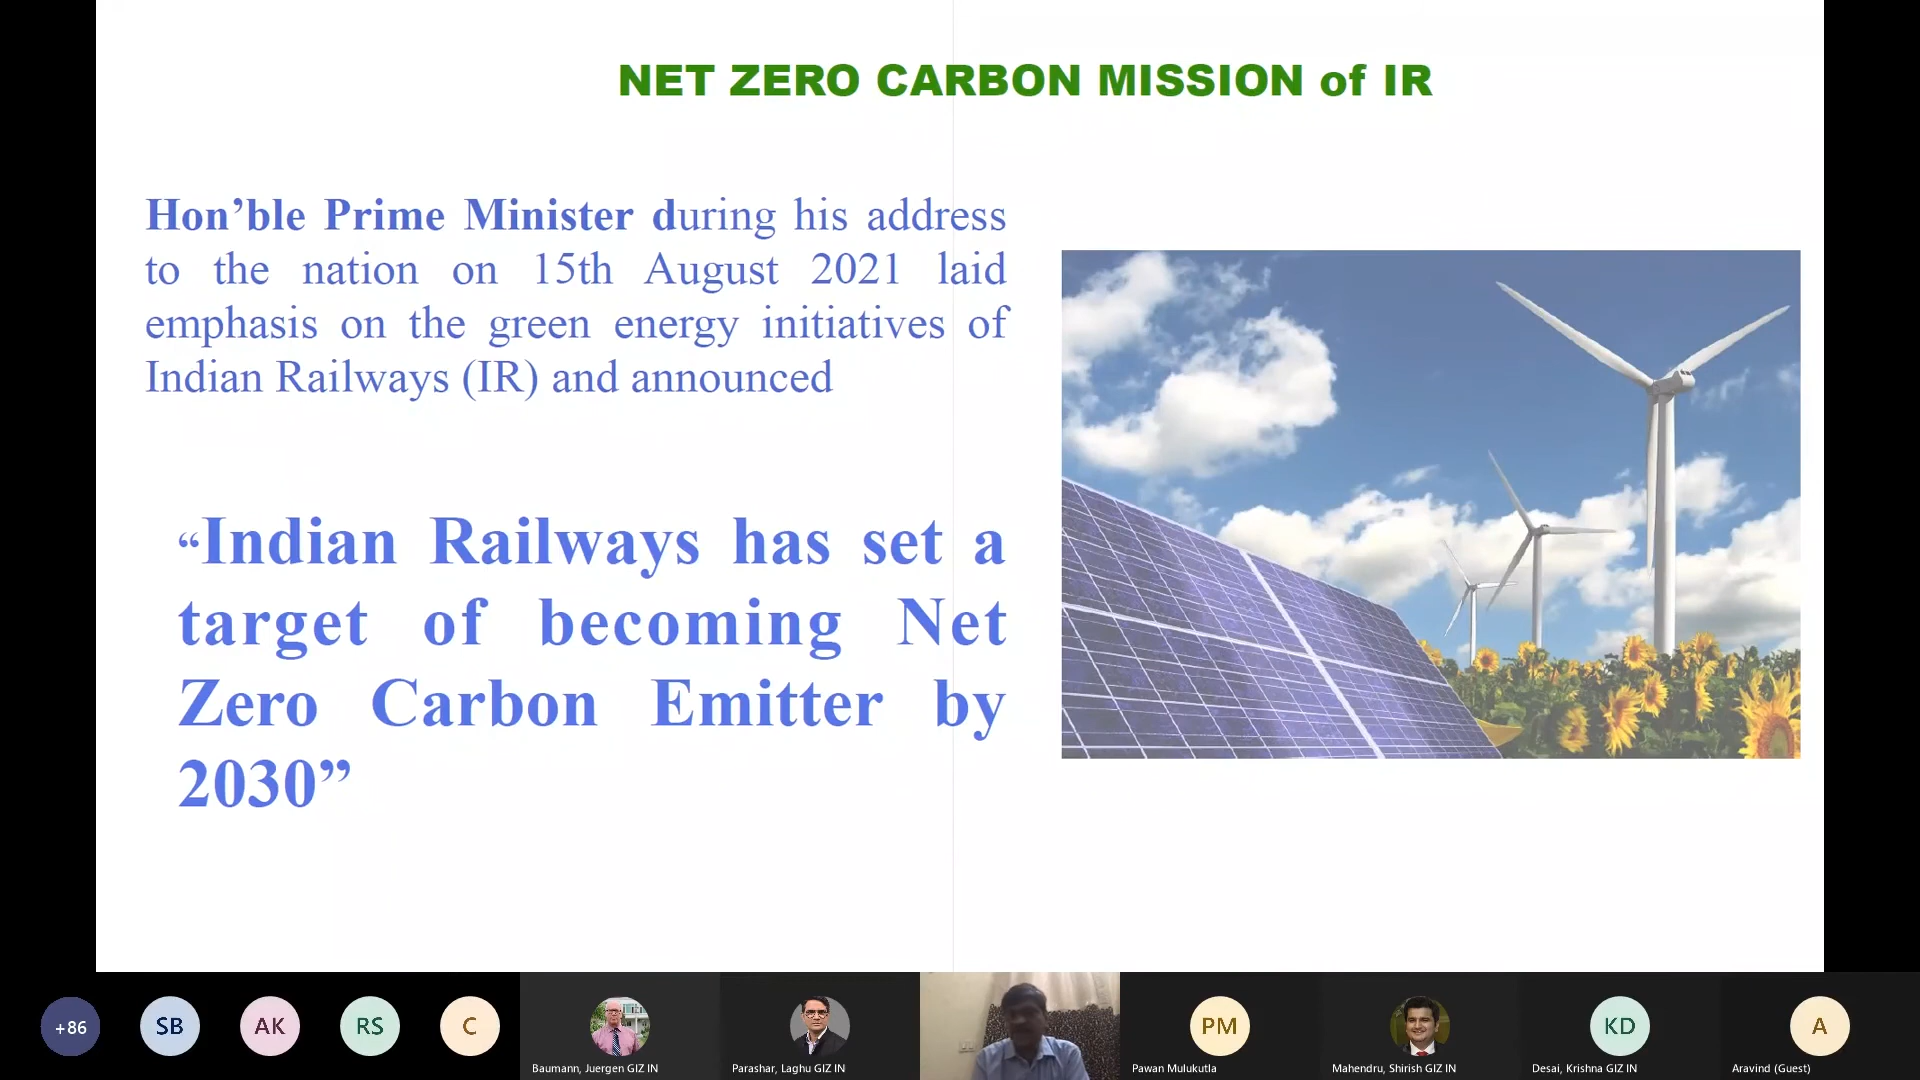 NET ZERO CARBON MISSION of IR
Hon’ble Prime Minister during his address
to the nation on 15th August 2021 laid
emphasis on the green energy initiatives of
Indian Railways (IR) and announced
“Indian Railways has set a
target of becoming Net
Zero Carbon Emitter by
2030”
+86
SB
AK
RS
C
Baumann, Juergen GIZ IN
Parashar, Laghu GIZ IN
PM
Pawan Mulukutla
Mahendru, Shirish GIZ IN
KD
Desai, Krishna GIZ IN
A
Aravind (Guest)